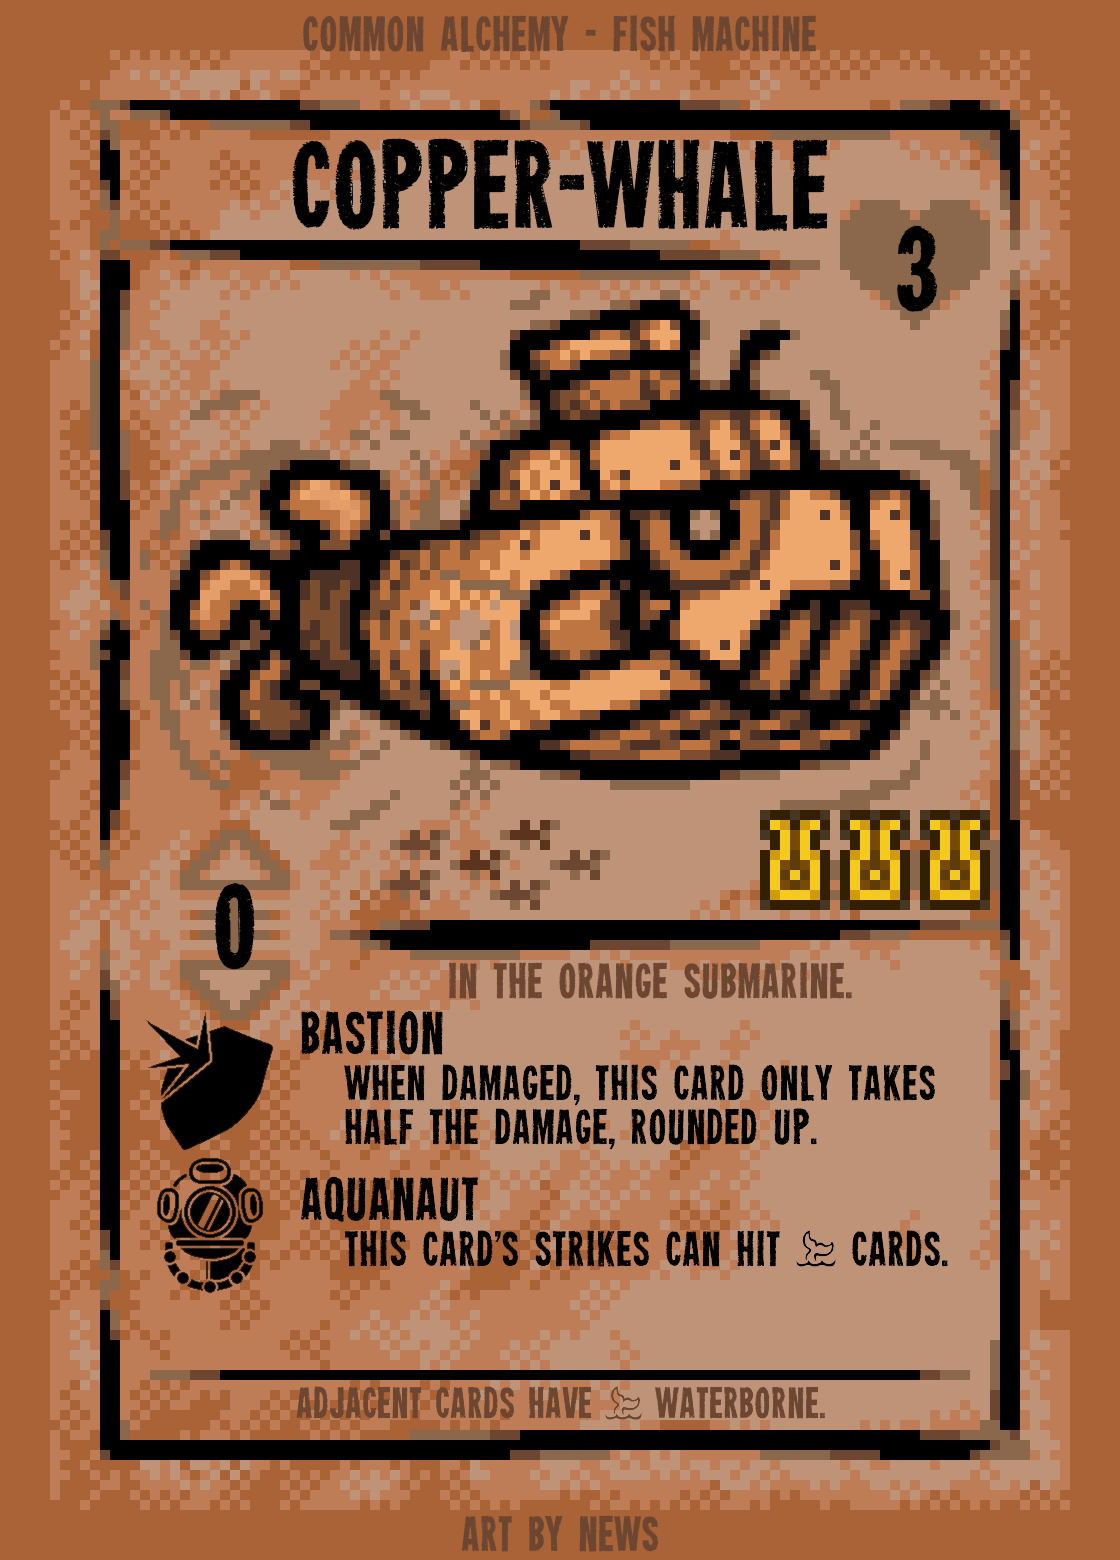 COMMON ALCHEMY - FISH MACHINE
COPPER-WHALE
3
0
IN THE ORANGE SUBMARINE.
BASTION
WHEN DAMAGED, THIS CARD ONLY TAKES
HALF THE DAMAGE, ROUNDED UP.
AQUANAUT
THIS CARD'S STRIKES CAN HIT CARDS.
ADJACENT CARDS HAVE WATERBORNE.
ART BY NEWS